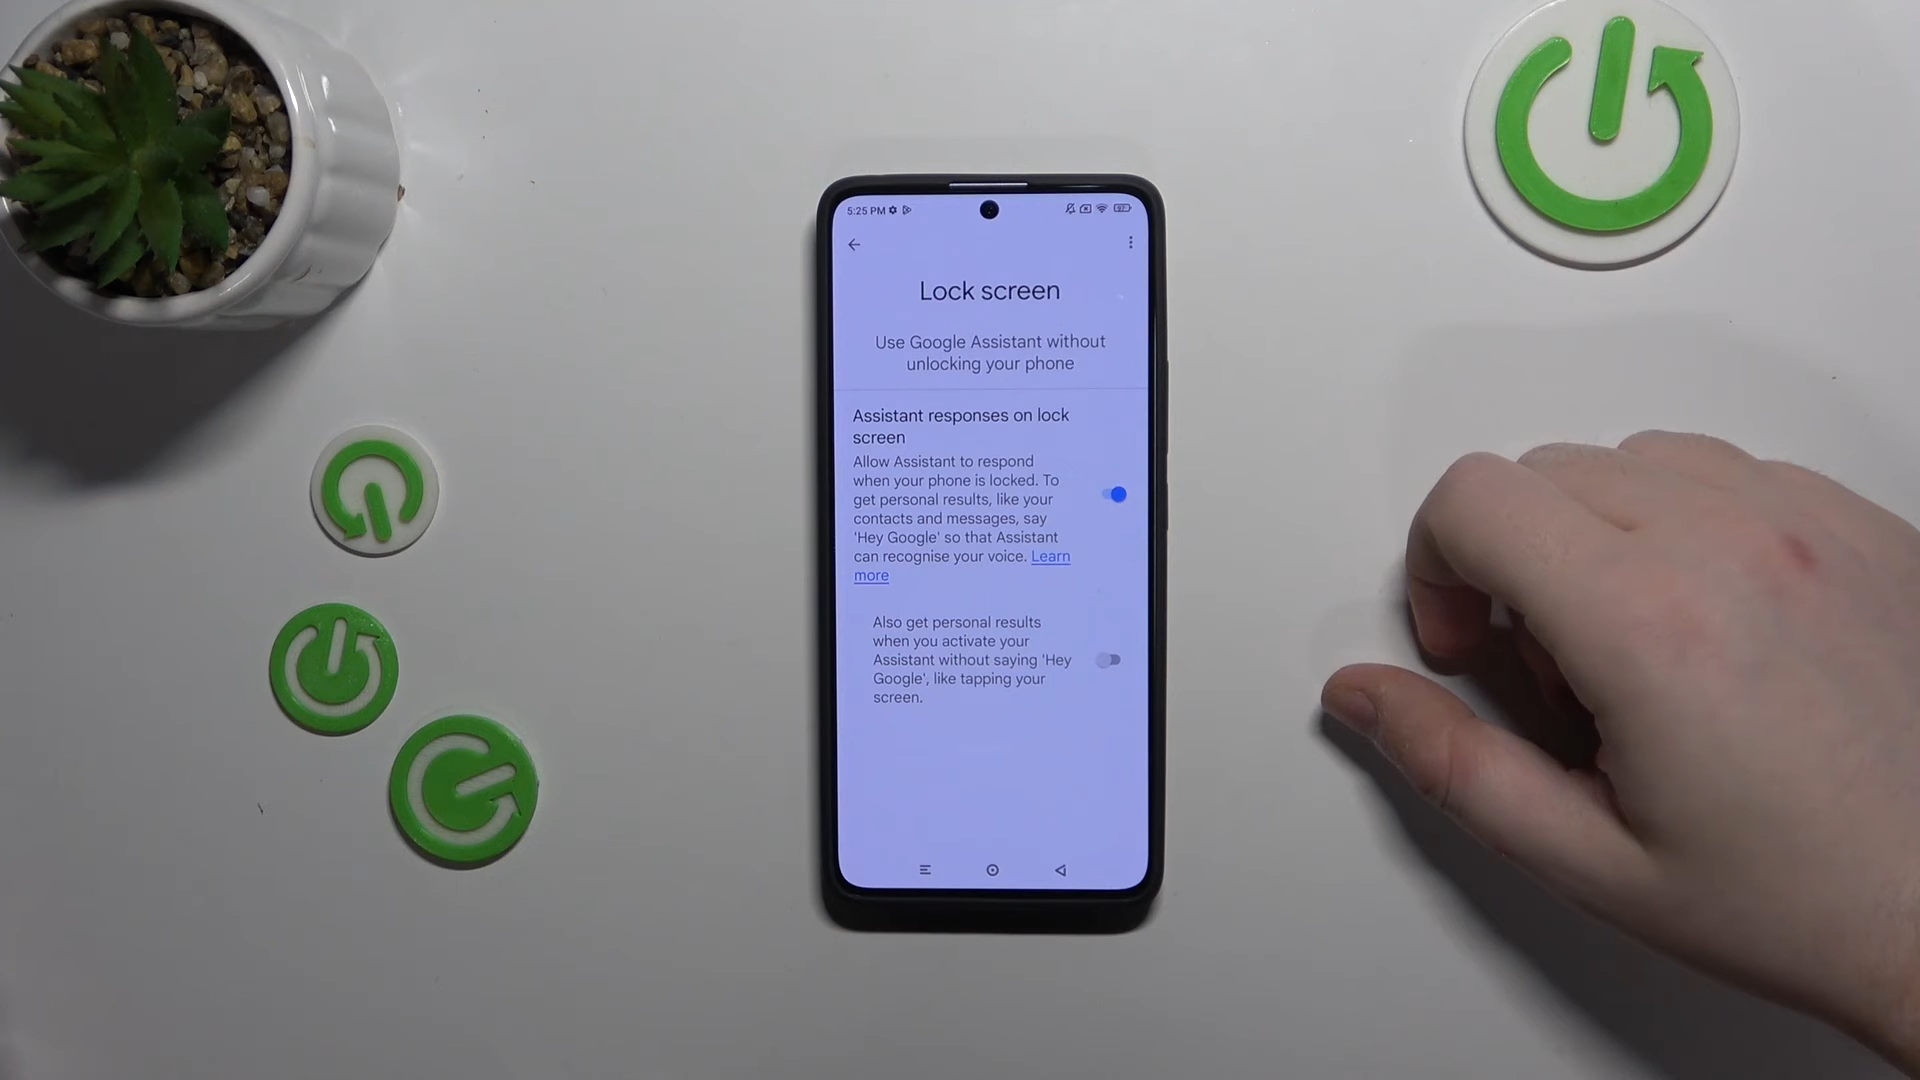 5:25 PM
Lock screen
Use Google Assistant without
unlocking your phone
Assistant responses on lock
screen
Allow Assistant to respond
when your phone is locked. To
get personal results, like your
contacts and messages, say
'Hey Google' so that Assistant
can recognise your voice. Learn
more
Also get personal results
when you activate your
Assistant without saying 'Hey
Google', like tapping your
screen.